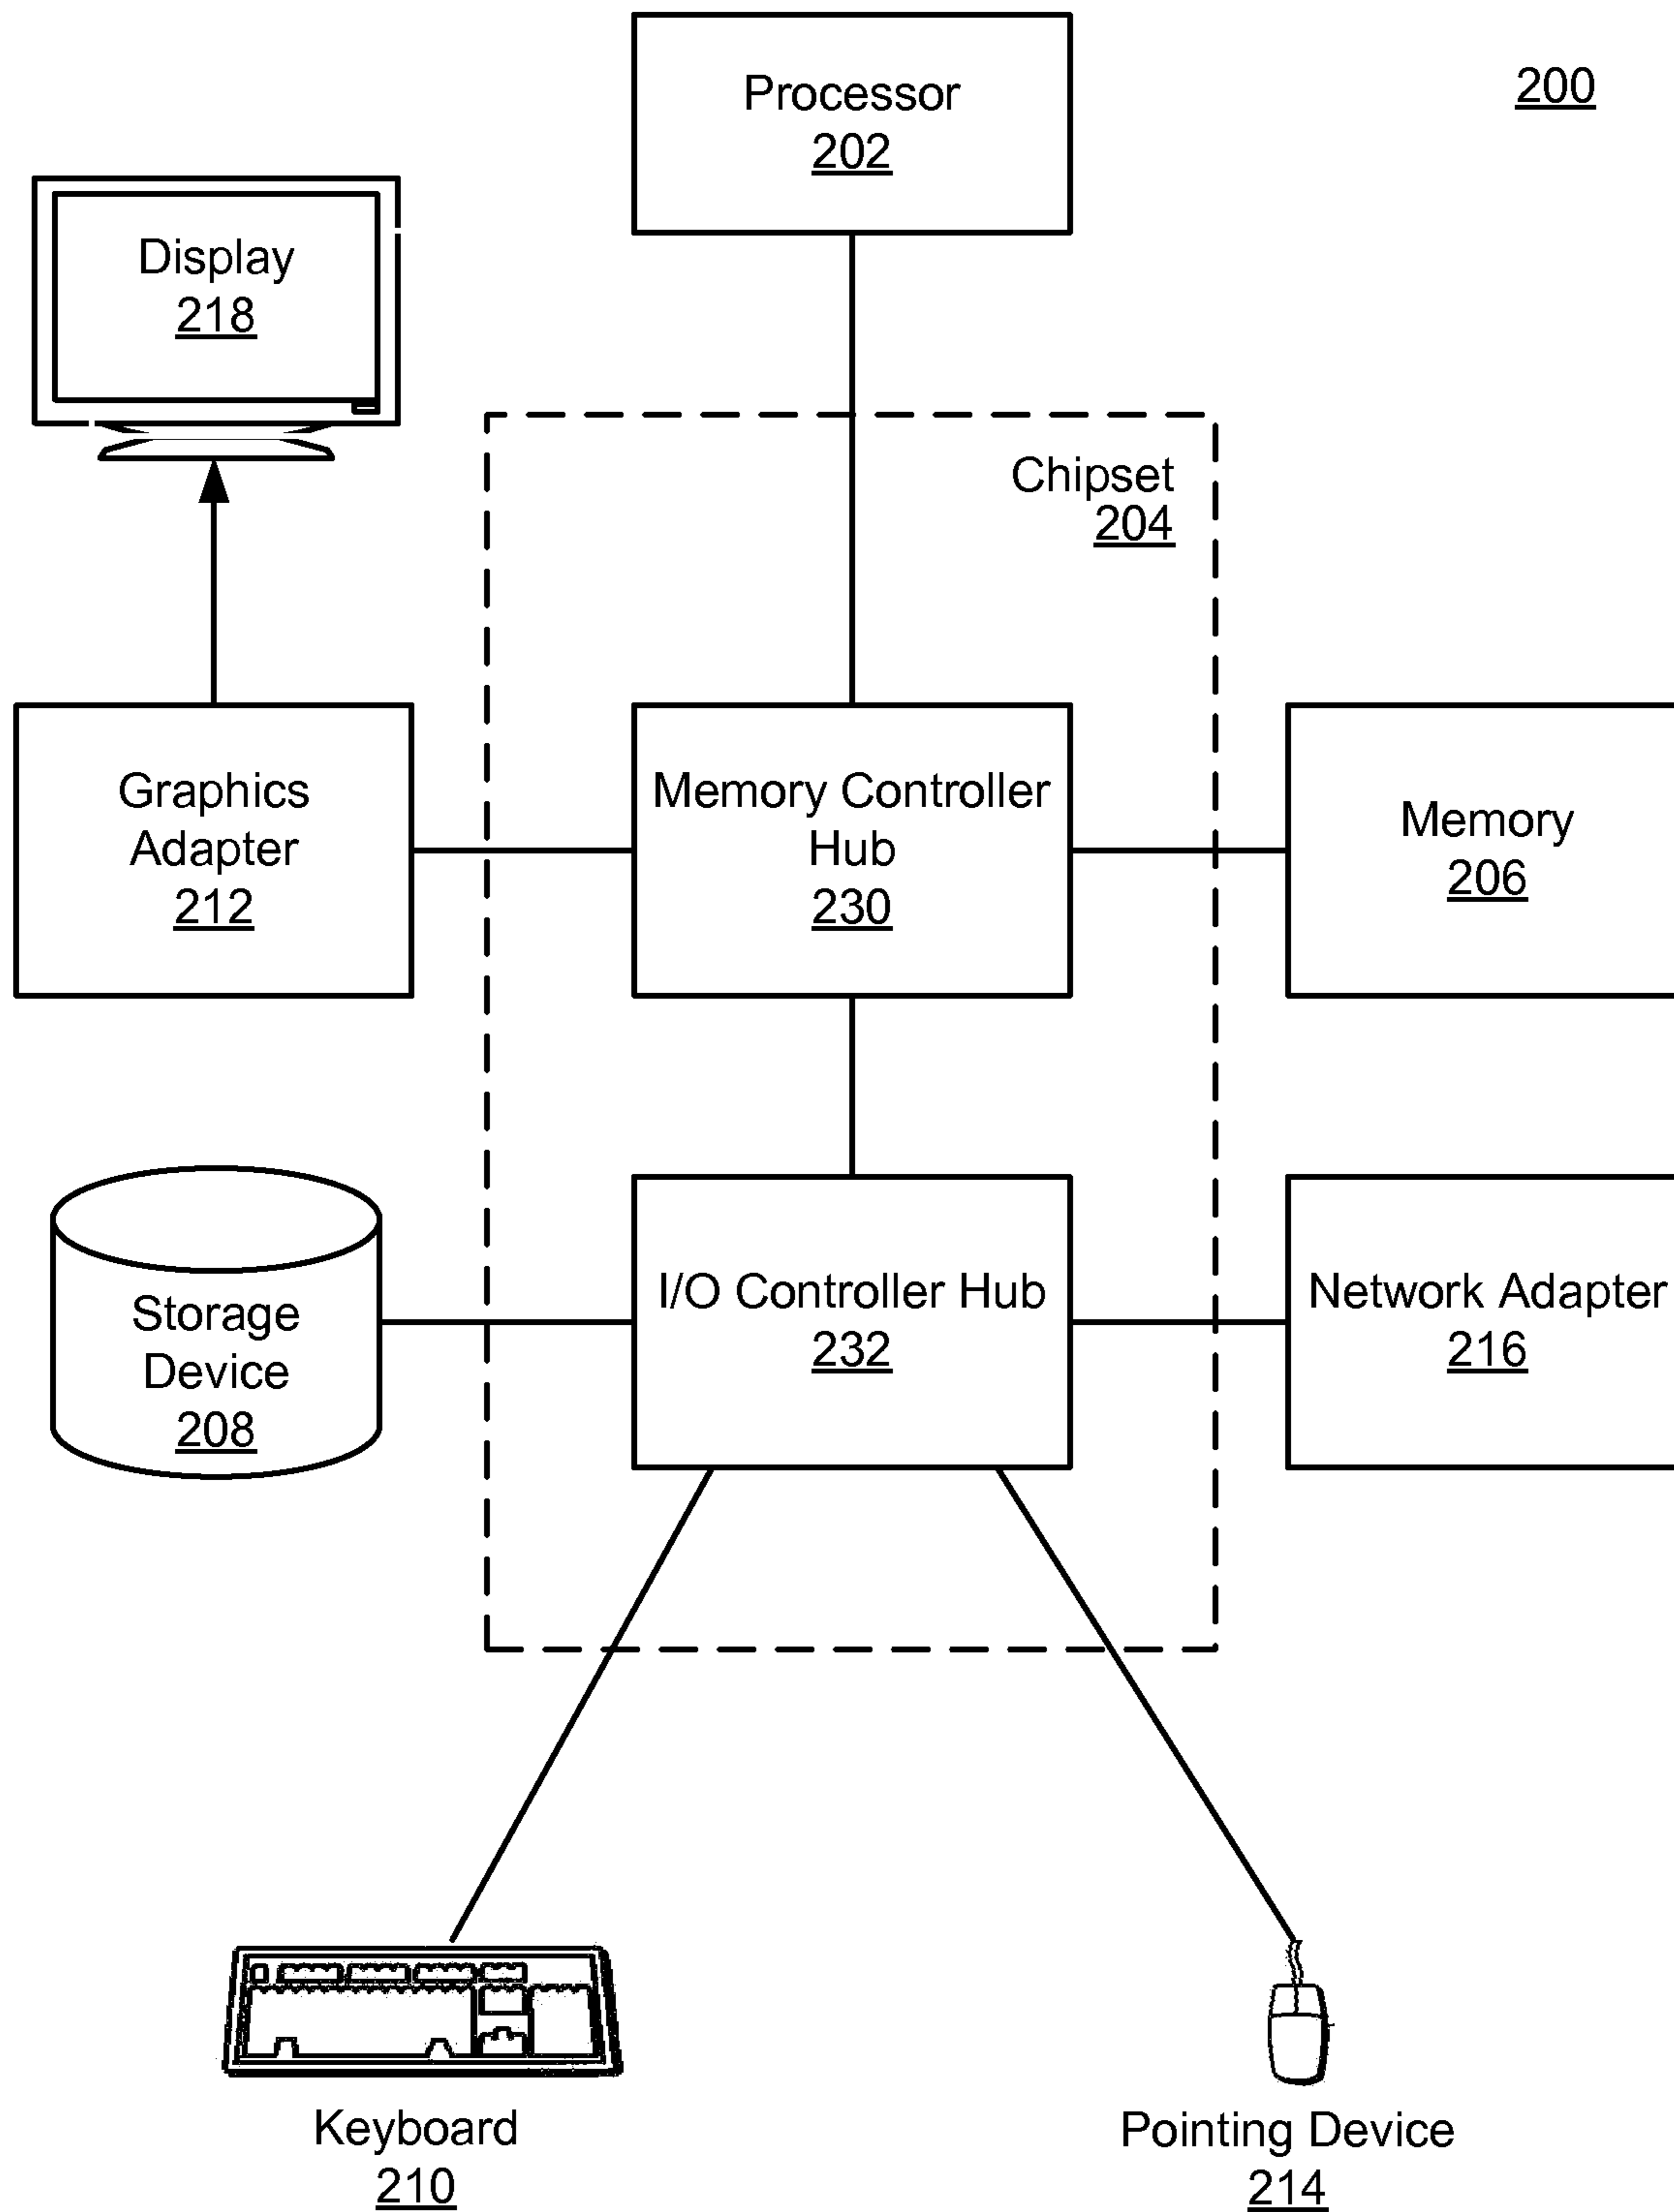 Processor
202
200
Display
218
Chipset
204
Graphics
Adapter
212
Memory Controller
Hub
230
Memory
206
Storage
Device
208
I/O Controller Hub
232
Network Adapter
216
Keyboard
210
Pointing Device
214